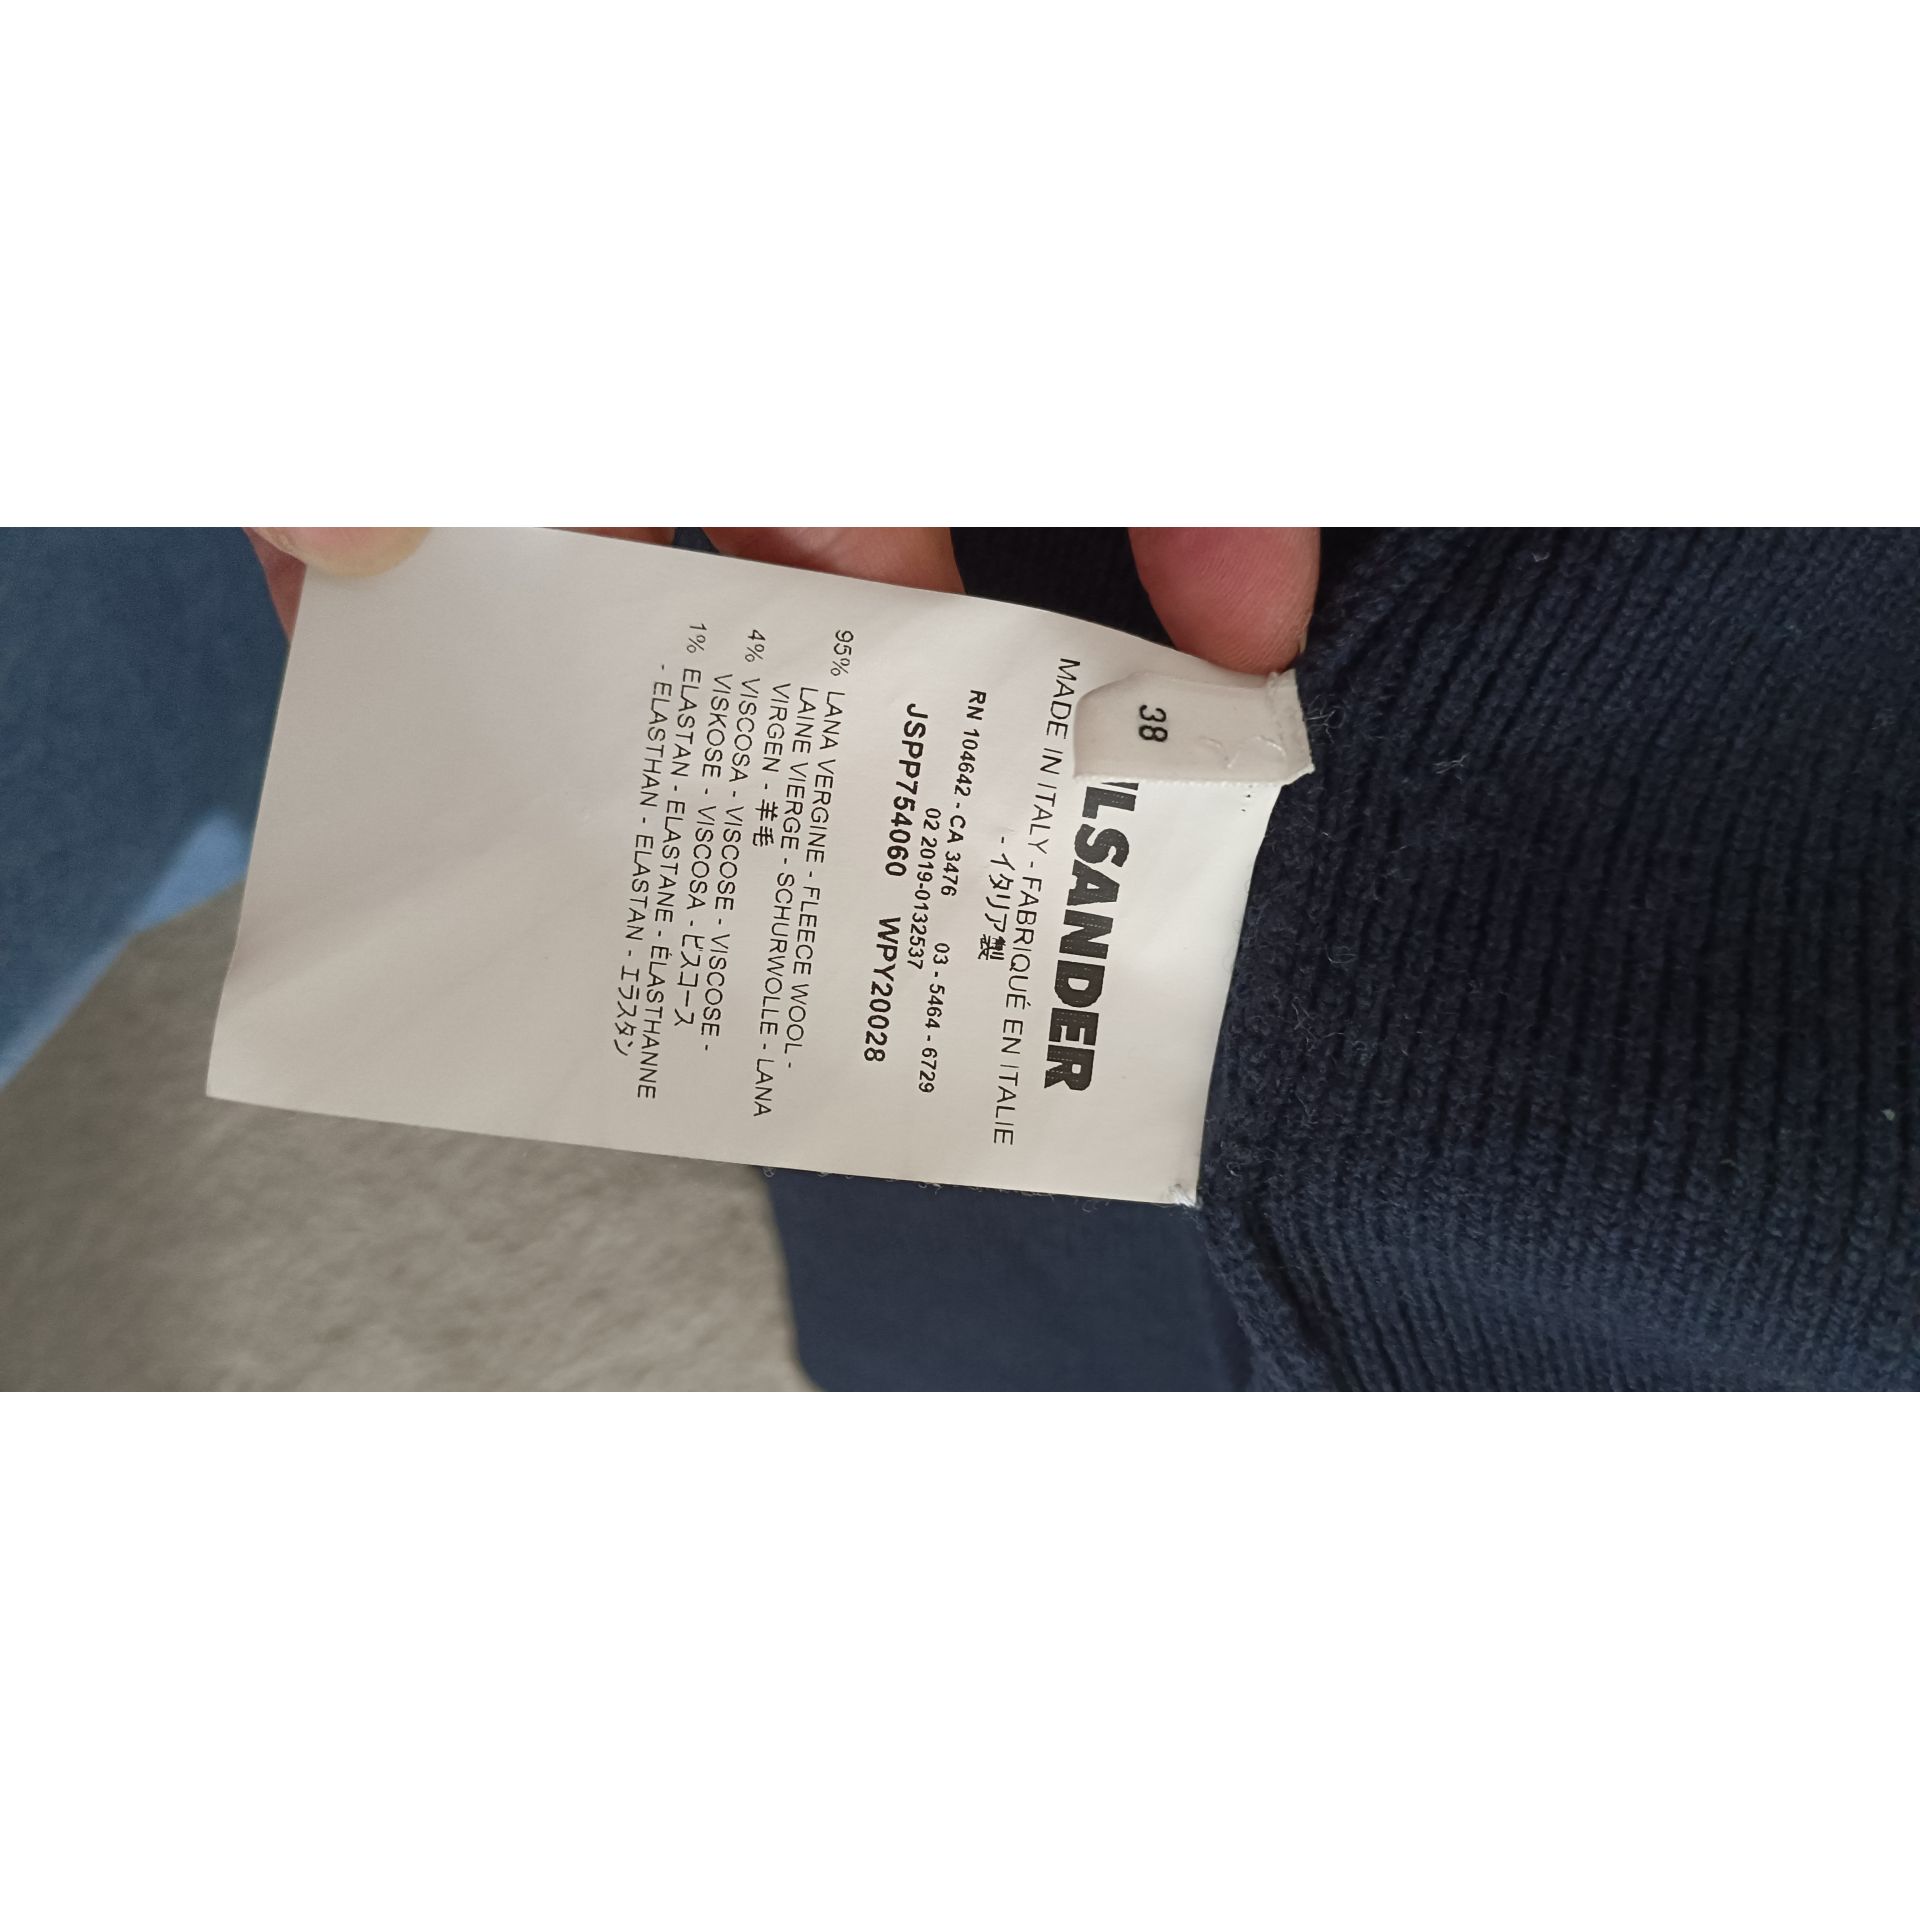 38
ILSANDER
MADE IN ITALY - FABRIQUÉ EN ITALIE
- イタリア製
RN 104642 - CA 3476 03 - 5464 - 6729
02 2019-0132537
JSPP754060 WPY20028
95% LANA VERGINE - FLEECE WOOL -
LAINE VIERGE - SCHURWOLLE - LANA
VIRGEN - 羊毛
4% VISCOSA - VISCOSE - VISCOSE -
VISKOSE - VISCOSA - ビスコース
1% ELASTAN - ELASTANE - ÉLASTHANNE
- ELASTHAN - ELASTAN - エラスタン